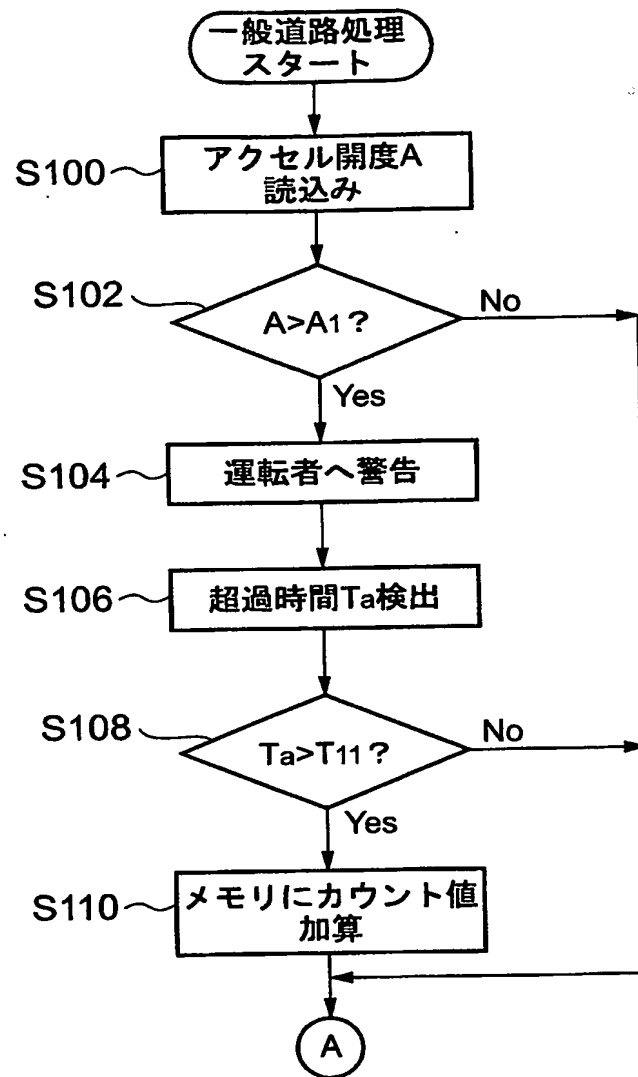 一般道路処理
スタート
S100
アクセル開度A
読込み
S102
A>A1?
No
Yes
S104
運転者へ警告
S106
超過時間Ta検出
S108
Ta>T11?
No
Yes
S110
メモリにカウント値
加算
A